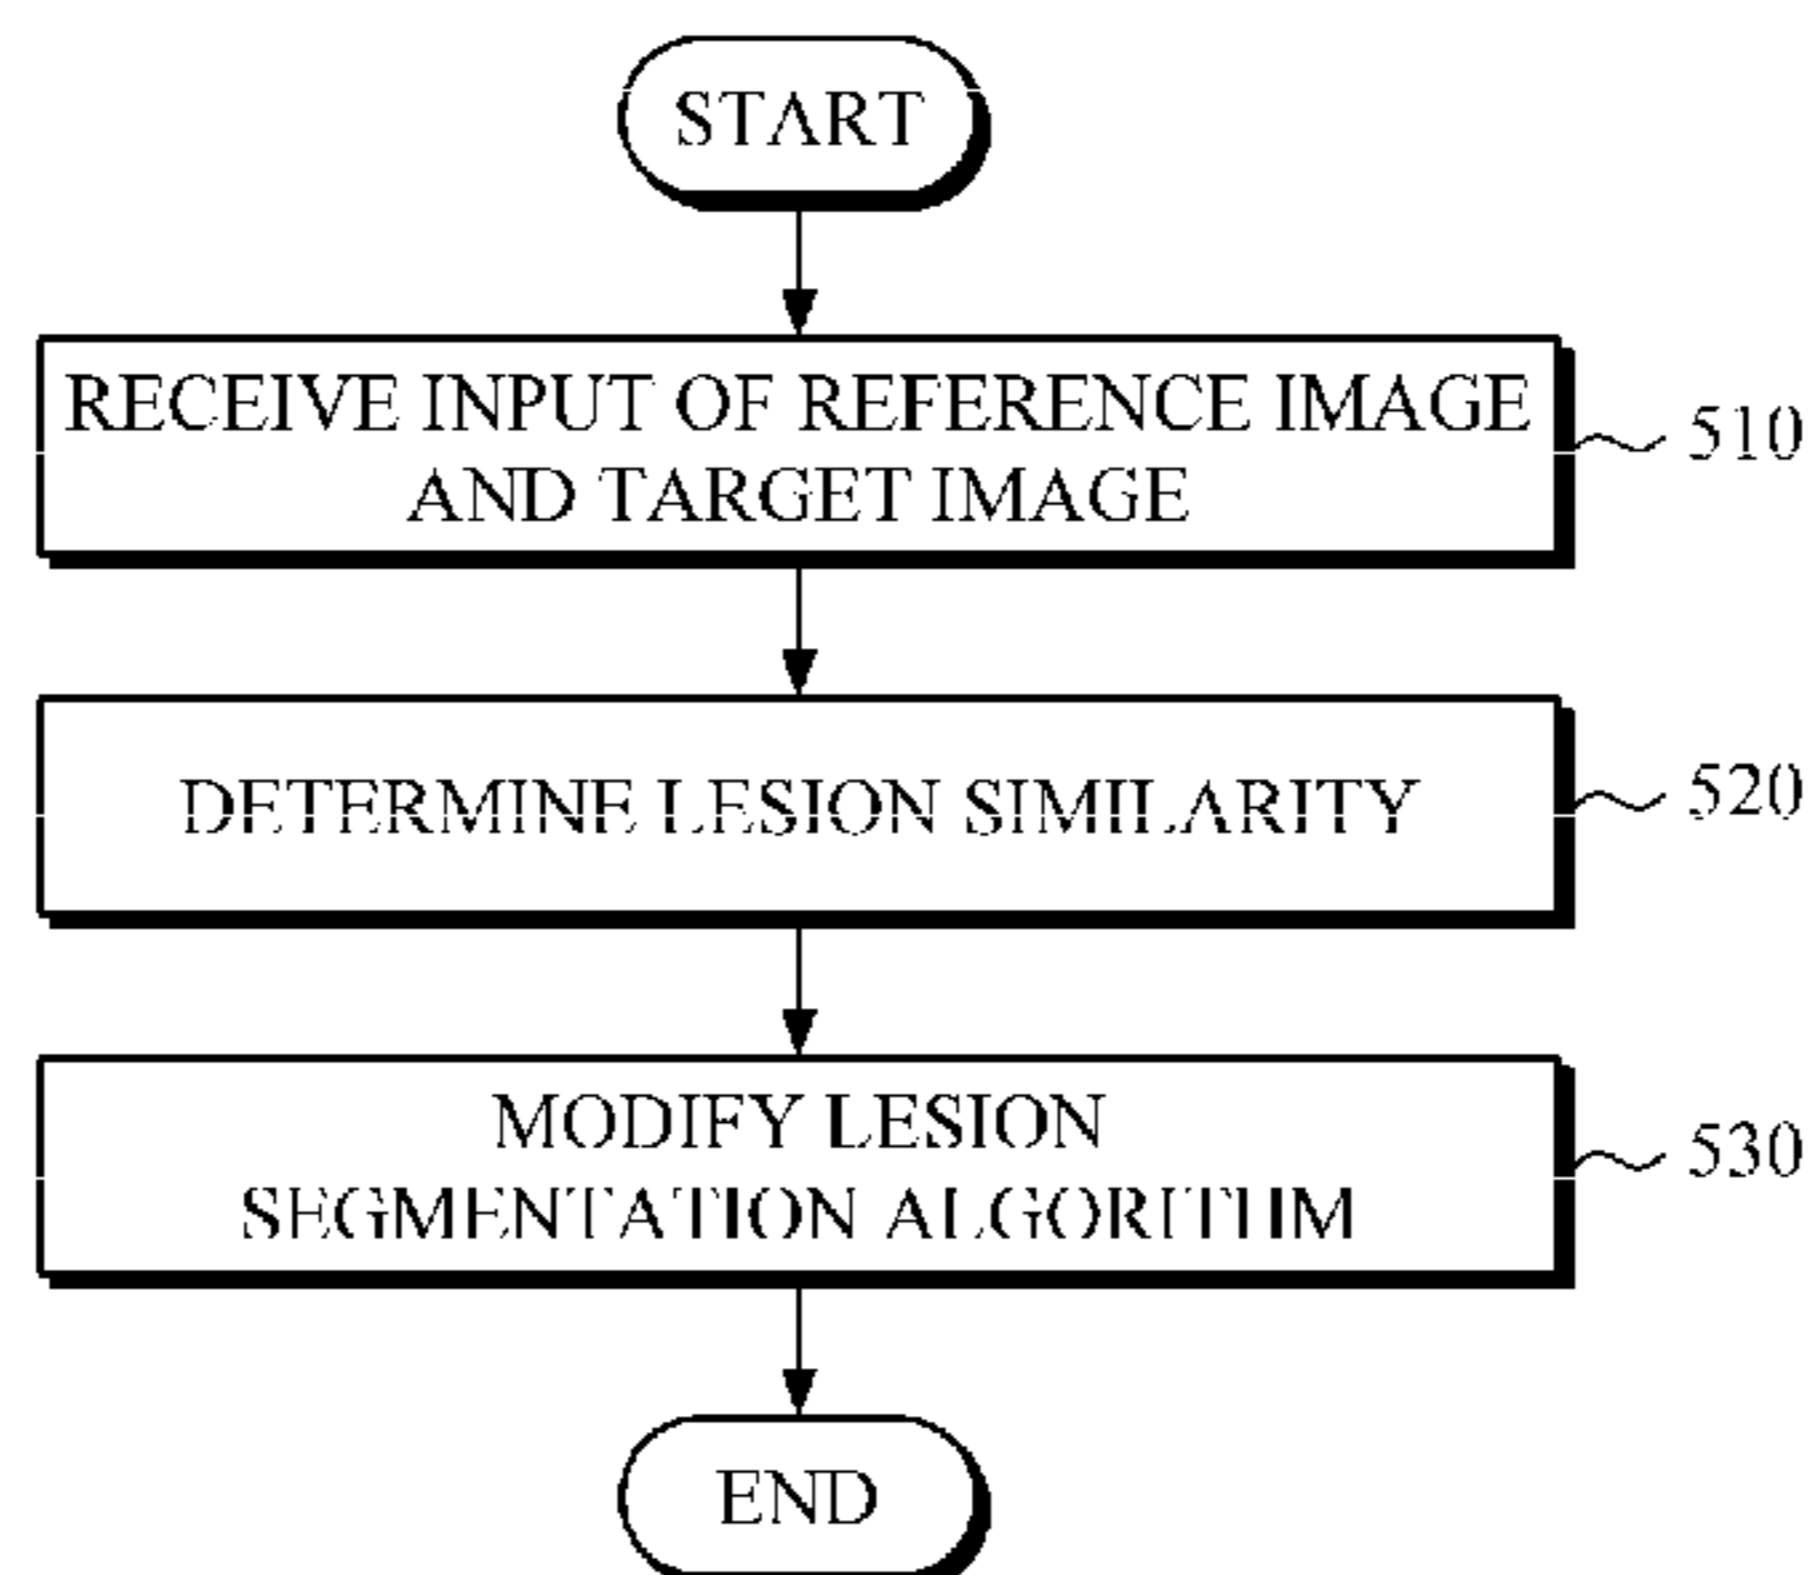 START
RECEIVE INPUT OF REFERENCE IMAGE
AND TARGET IMAGE
510
DETERMINE LESION SIMILARITY
520
MODIFY LESION
SEGMENTATION ALGORITHM
530
END